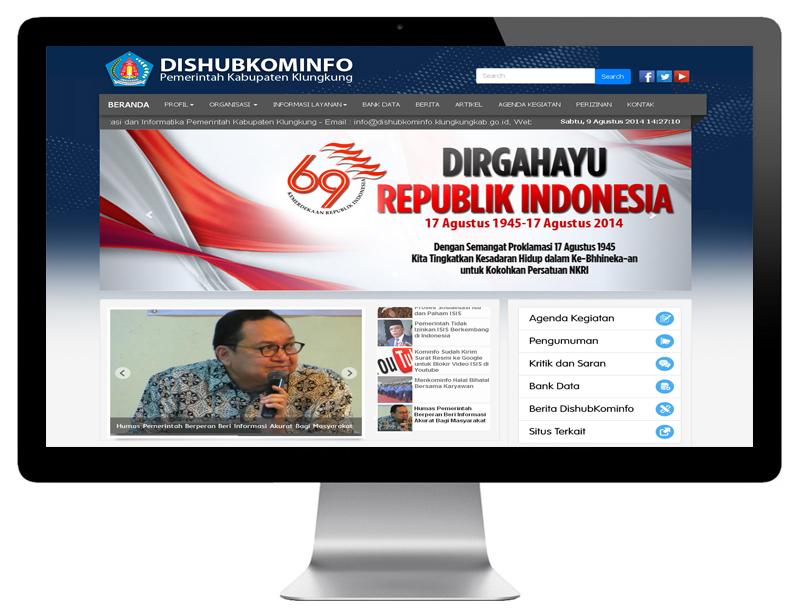 DISHUBKOMINFO
Pemerintah Kabupaten Klungkung
Search
Search
BERANDA PROFIL ORGANISASI INFORMASI LAYANAN BANK DATA BERITA ARTIKEL AGENDA KEGIATAN PERIZINAN KONTAK
dan Informatika Pemerintah Kabupaten Klungkung - Email : info@dishubkominfo.klungkungkab.go.id, Web
Sabtu, 9 Agustus 2014 14:27:10
69
KEMERDEKAAN REPUBLIK INDONESIA
DIRGAHAYU
REPUBLIK INDONESIA
17 Agustus 1945-17 Agustus 2014
Dengan Semangat Proklamasi 17 Agustus 1945
Kita Tingkatkan Kesadaran Hidup dalam Ke-Bhhineka-an
untuk Kokohkan Persatuan NKRI
Humas Pemerintah Berperan Beri Informasi Akurat Bagi Masyarakat
dan Paham ISIS
Pemerintah Tidak
Izinkan ISIS Berkembang
di Indonesia
Kominfo Sudah Kirim
Surat Resmi ke Google
untuk Blokir Video ISIS di
Youtube
Menkominfo Halal Bihalal
Bersama Karyawan
Humas Pemerintah
Berperan Beri Informasi
Akurat Bagi Masyarakat
Agenda Kegiatan
Pengumuman
Kritik dan Saran
Bank Data
Berita DishubKominfo
Situs Terkait